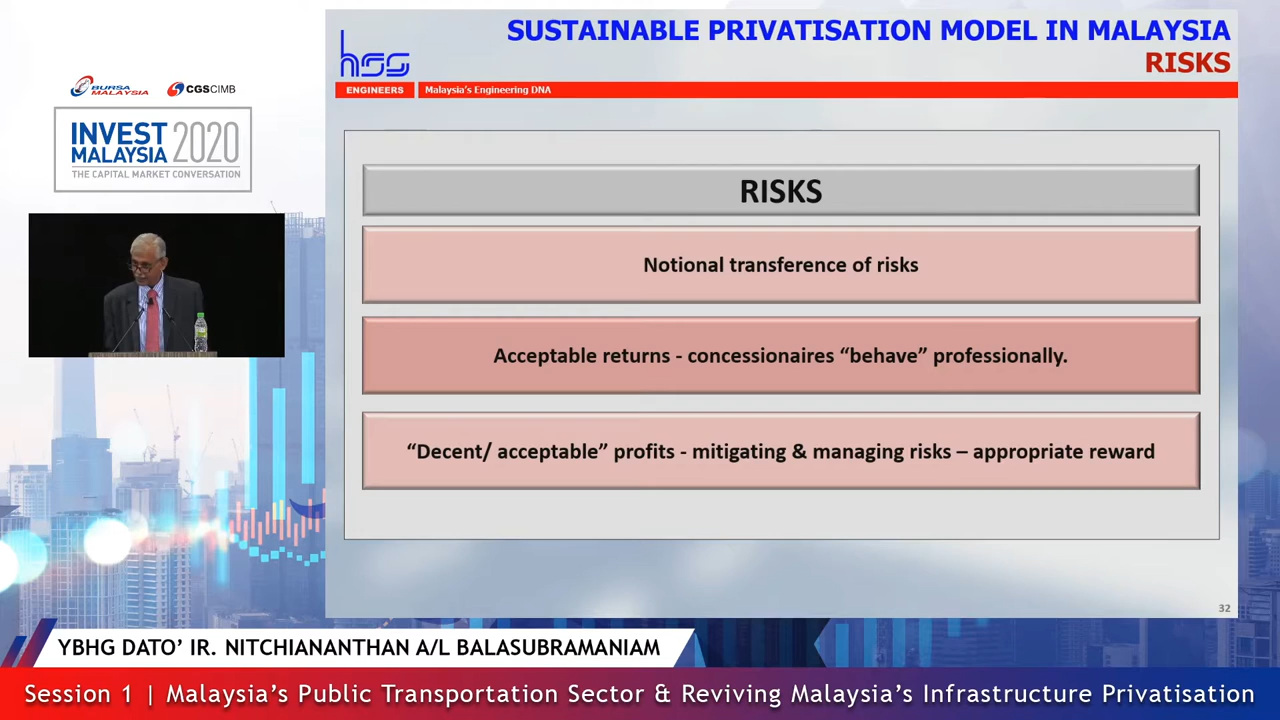 SUSTAINABLE PRIVATISATION MODEL IN MALAYSIA
RISKS
hss
ENGINEERS
Malaysia's Engineering DNA
BURSA
MALAYSIA
CGS CIMB
INVEST
MALAYSIA 2020
THE CAPITAL MARKET CONVERSATION
RISKS
Notional transference of risks
Acceptable returns - concessionaires “behave” professionally.
“Decent/ acceptable” profits - mitigating & managing risks – appropriate reward
32
YBHG DATO’ IR. NITCHIANANTHAN A/L BALASUBRAMANIAM
Session 1 | Malaysia’s Public Transportation Sector & Reviving Malaysia’s Infrastructure Privatisation